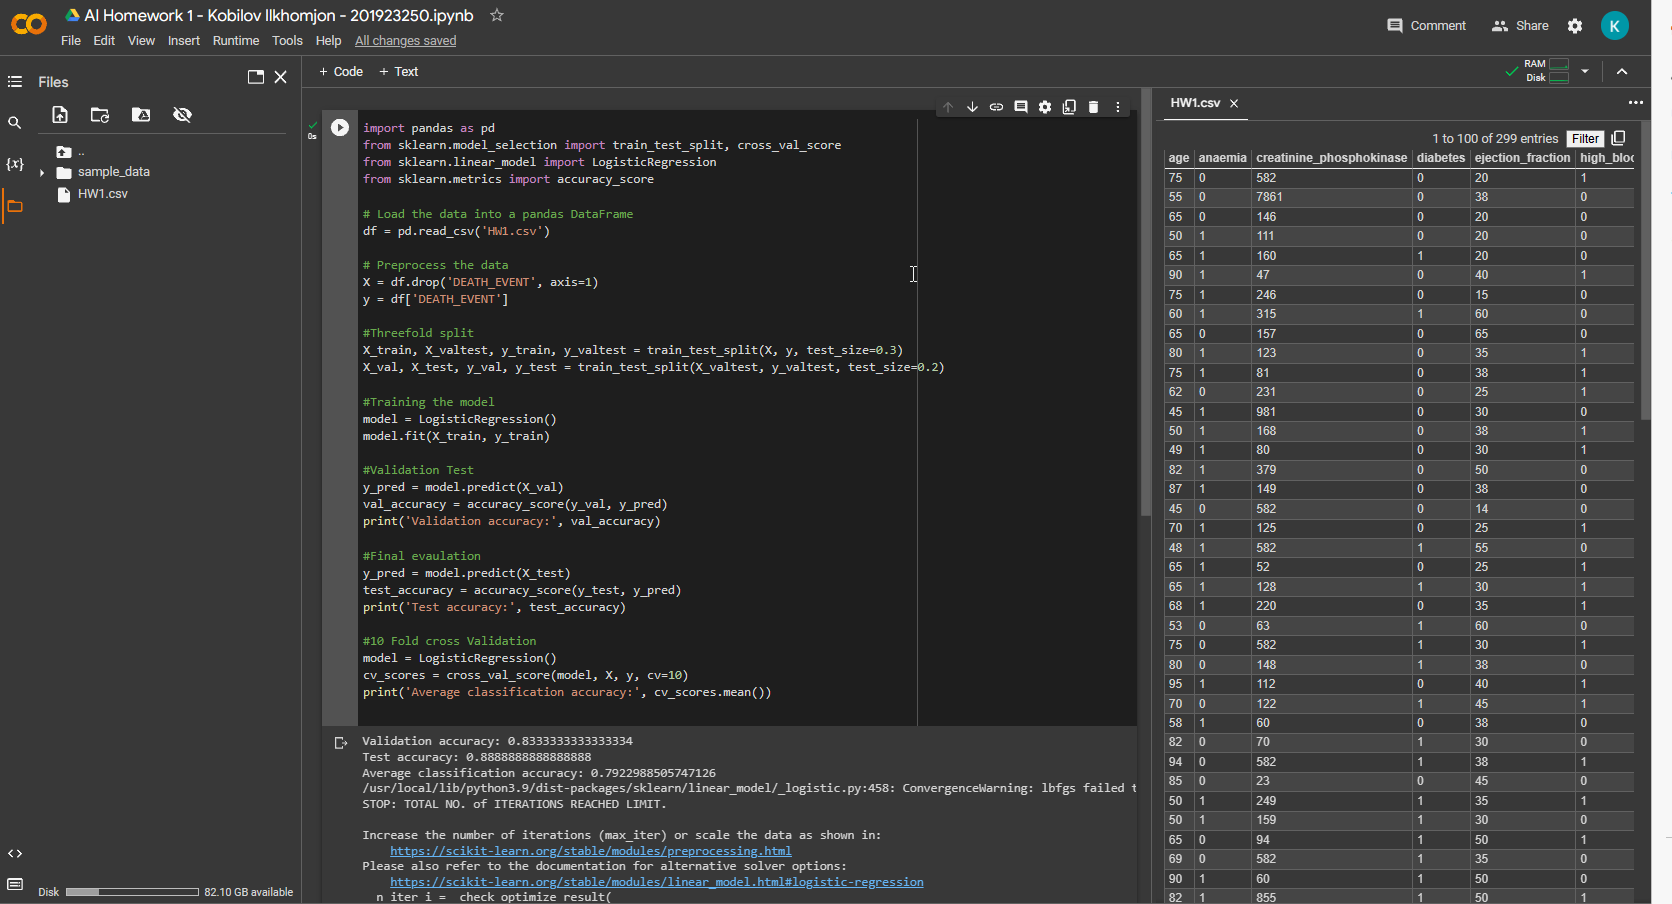 AI Homework 1 - Kobilov Ilkhomjon - 201923250.ipynb
File Edit View Insert Runtime Tools Help All changes saved
Comment Share K
Files
+ Code + Text
RAM
Disk
{x}
..
sample_data
HW1.csv
<>
Disk 82.10 GB available
0s
import pandas as pd
from sklearn.model_selection import train_test_split, cross_val_score
from sklearn.linear_model import LogisticRegression
from sklearn.metrics import accuracy_score
# Load the data into a pandas DataFrame
df = pd.read_csv('HW1.csv')
# Preprocess the data
X = df.drop('DEATH_EVENT', axis=1)
y = df['DEATH_EVENT']
#Threefold split
X_train, X_valtest, y_train, y_valtest = train_test_split(X, y, test_size=0.3)
X_val, X_test, y_val, y_test = train_test_split(X_valtest, y_valtest, test_size=0.2)
#Training the model
model = LogisticRegression()
model.fit(X_train, y_train)
#Validation Test
y_pred = model.predict(X_val)
val_accuracy = accuracy_score(y_val, y_pred)
print('Validation accuracy:', val_accuracy)
#Final evaulation
y_pred = model.predict(X_test)
test_accuracy = accuracy_score(y_test, y_pred)
print('Test accuracy:', test_accuracy)
#10 Fold cross Validation
model = LogisticRegression()
cv_scores = cross_val_score(model, X, y, cv=10)
print('Average classification accuracy:', cv_scores.mean())
Validation accuracy: 0.8333333333333334
Test accuracy: 0.8888888888888888
Average classification accuracy: 0.7922988505747126
/usr/local/lib/python3.9/dist-packages/sklearn/linear_model/_logistic.py:458: ConvergenceWarning: lbfgs failed t
STOP: TOTAL NO. of ITERATIONS REACHED LIMIT.
Increase the number of iterations (max_iter) or scale the data as shown in:
https://scikit-learn.org/stable/modules/preprocessing.html
Please also refer to the documentation for alternative solver options:
https://scikit-learn.org/stable/modules/linear_model.html#logistic-regression
n_iter_i = _check_optimize_result(
HW1.csv
1 to 100 of 299 entries Filter
age anaemia creatinine_phosphokinase diabetes ejection_fraction high_bloo
75 0 582 0 20 1
55 0 7861 0 38 0
65 0 146 0 20 0
50 1 111 0 20 0
65 1 160 1 20 0
90 1 47 0 40 1
75 1 246 0 15 0
60 1 315 1 60 0
65 0 157 0 65 0
80 1 123 0 35 1
75 1 81 0 38 1
62 0 231 0 25 1
45 1 981 0 30 0
50 1 168 0 38 1
49 1 80 0 30 1
82 1 379 0 50 0
87 1 149 0 38 0
45 0 582 0 14 0
70 1 125 0 25 1
48 1 582 1 55 0
65 1 52 0 25 1
65 1 128 1 30 1
68 1 220 0 35 1
53 0 63 1 60 0
75 0 582 1 30 1
80 0 148 1 38 0
95 1 112 0 40 1
70 0 122 1 45 1
58 1 60 0 38 0
82 0 70 1 30 0
94 0 582 1 38 1
85 0 23 0 45 0
50 1 249 1 35 1
50 1 159 1 30 0
65 0 94 1 50 1
69 0 582 1 35 0
90 1 60 1 50 0
82 1 855 1 50 1